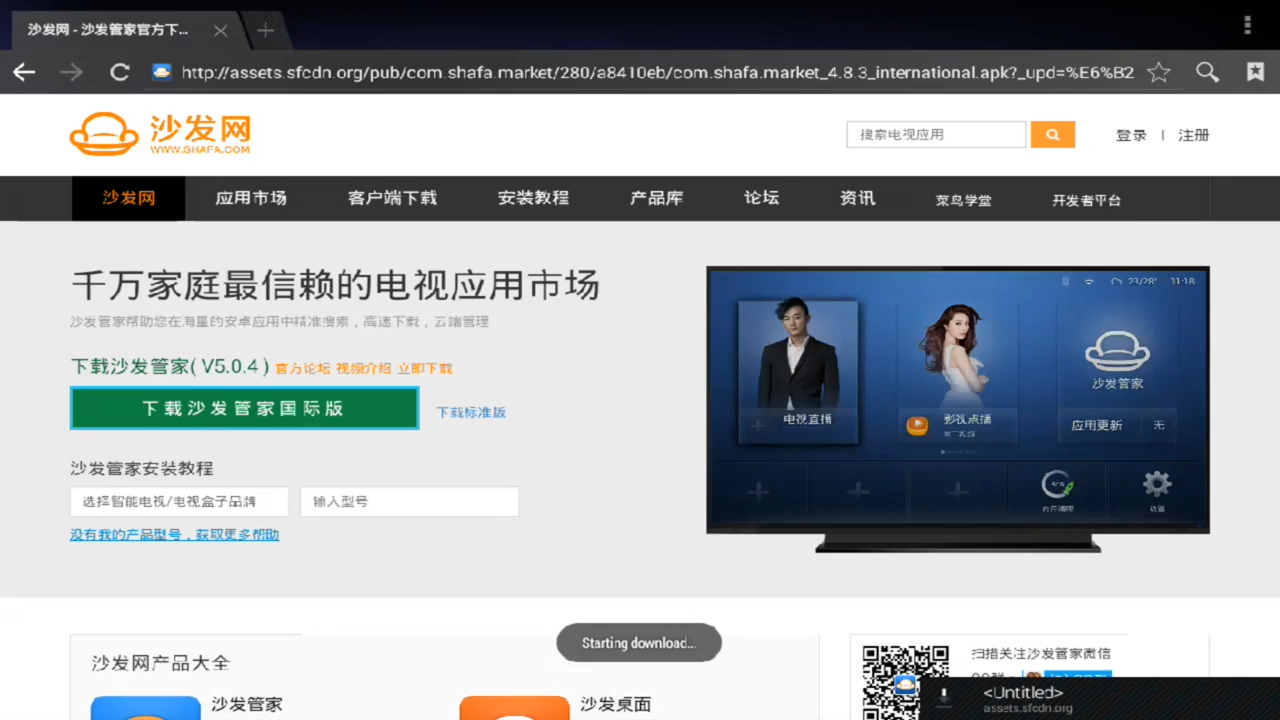 沙发网 - 沙发管家官方下...
http://assets.sfcdn.org/pub/com.shafa.market/280/a8410eb/com.shafa.market_4.8.3_international.apk?_upd=%E6%B2
沙发网
WWW.SHAFA.COM
搜索电视应用
登录 | 注册
沙发网 应用市场 客户端下载 安装教程 产品库 论坛 资讯 菜鸟学堂 开发者平台
千万家庭最信赖的电视应用市场
沙发管家帮助您在海量的安卓应用中精准搜索，高速下载，云端管理
下载沙发管家( V5.0.4 ) 官方论坛 视频介绍 立即下载
下载沙发管家国际版 下载标准版
沙发管家安装教程
选择智能电视/电视盒子品牌 输入型号
没有我的产品型号，获取更多帮助
23/28° 11:18
沙发管家
电视直播
影视点播
应用更新 无
内存清理
设置
Starting download...
沙发网产品大全
沙发管家
沙发桌面
扫描关注沙发管家微信
<Untitled>
assets.sfcdn.org